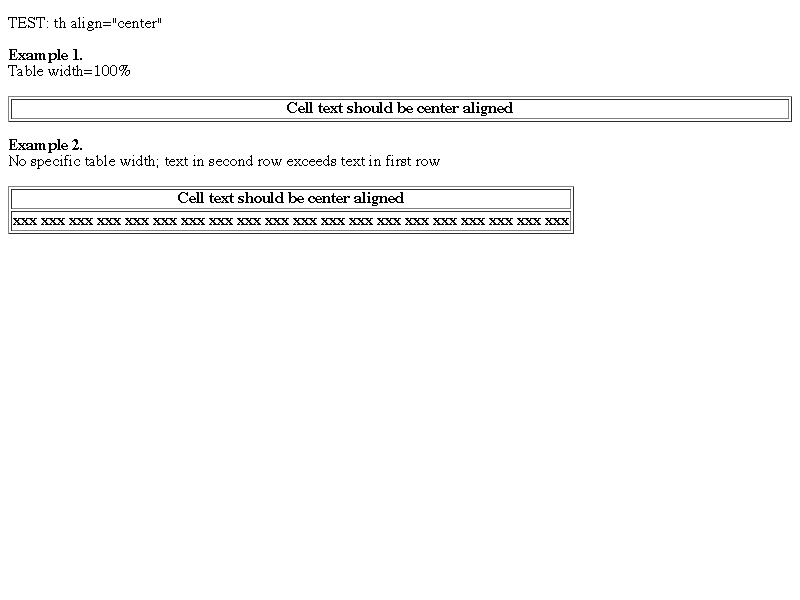 TEST: th align="center"
Example 1.
Table width=100%
Cell text should be center aligned
Example 2.
No specific table width; text in second row exceeds text in first row
Cell text should be center aligned
xxx xxx xxx xxx xxx xxx xxx xxx xxx xxx xxx xxx xxx xxx xxx xxx xxx xxx xxx xxx